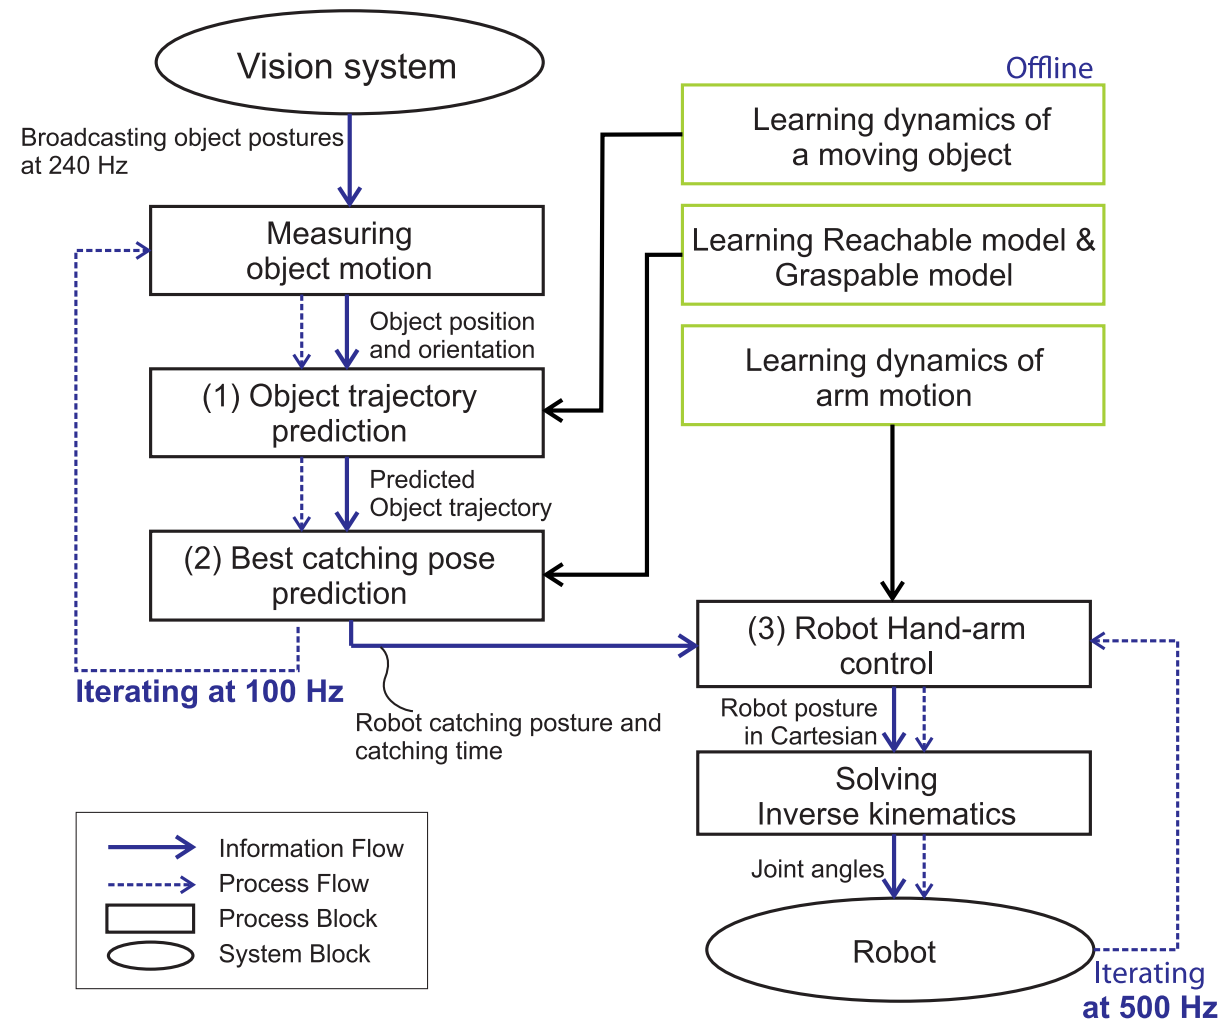 Vision system
Broadcasting object postures
at 240 Hz
Measuring
object motion
Object position
and orientation
(1) Object trajectory
prediction
Predicted
Object trajectory
(2) Best catching pose
prediction
Iterating at 100 Hz
Robot catching posture and
catching time
Offline
Learning dynamics of
a moving object
Learning Reachable model &
Graspable model
Learning dynamics of
arm motion
(3) Robot Hand-arm
control
Robot posture
in Cartesian
Solving
Inverse kinematics
Joint angles
Robot
Iterating
at 500 Hz
Information Flow
Process Flow
Process Block
System Block